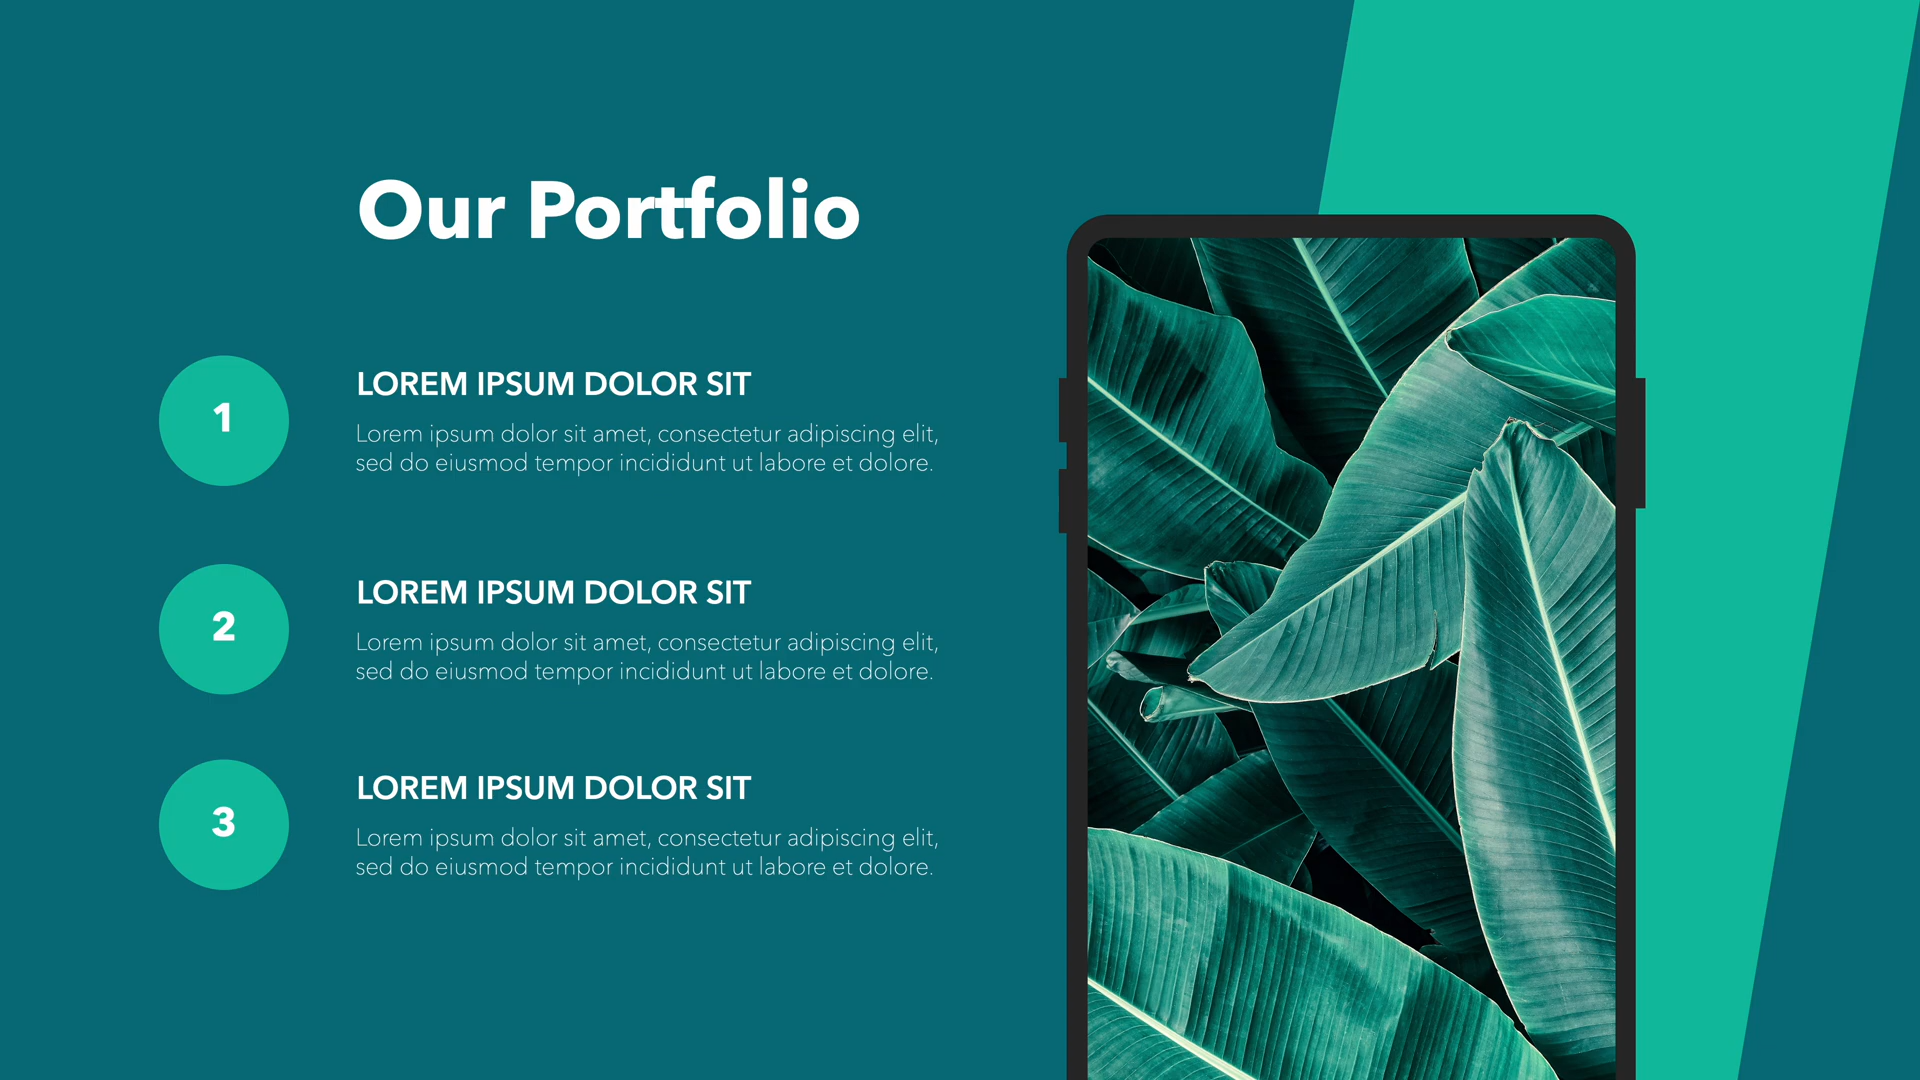 Our Portfolio
1
LOREM IPSUM DOLOR SIT
Lorem ipsum dolor sit amet, consectetur adipiscing elit,
sed do eiusmod tempor incididunt ut labore et dolore.
2
LOREM IPSUM DOLOR SIT
Lorem ipsum dolor sit amet, consectetur adipiscing elit,
sed do eiusmod tempor incididunt ut labore et dolore.
3
LOREM IPSUM DOLOR SIT
Lorem ipsum dolor sit amet, consectetur adipiscing elit,
sed do eiusmod tempor incididunt ut labore et dolore.